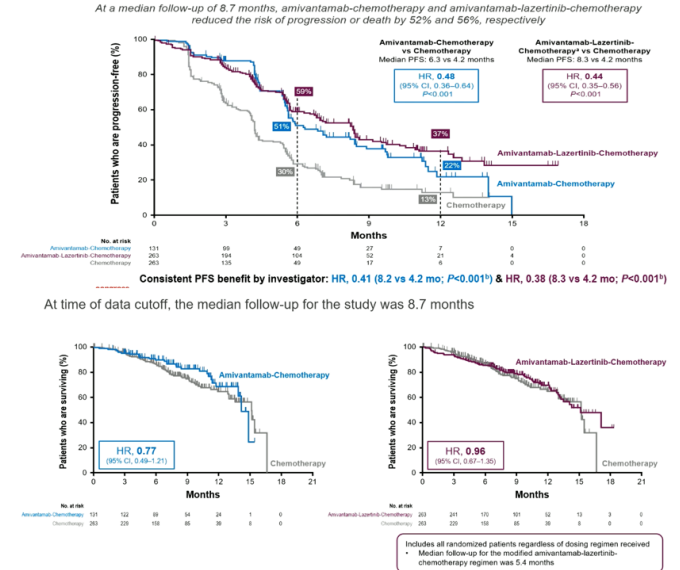 At a median follow-up of 8.7 months, amivantamab-chemotherapy and amivantamab-lazertinib-chemotherapy
reduced the risk of progression or death by 52% and 56%, respectively
Patients who are progression-free (%)
100
80
60
40
20
0
Amivantamab-Chemotherapy
vs Chemotherapy
Median PFS: 6.3 vs 4.2 months
HR, 0.48
(95% CI, 0.36–0.64)
P<0.001
Amivantamab-Lazertinib-
Chemotherapyᵃ vs Chemotherapy
Median PFS: 8.3 vs 4.2 months
HR, 0.44
(95% CI, 0.35–0.56)
P<0.001
59%
51%
30%
37%
22%
13%
Amivantamab-Lazertinib-Chemotherapy
Amivantamab-Chemotherapy
Chemotherapy
0 3 6 9 12 15 18
Months
No. at risk
Amivantamab-Chemotherapy 131 99 49 27 7 0 0
Amivantamab-Lazertinib-Chemotherapy 263 194 104 52 21 4 0
Chemotherapy 263 135 49 17 6 0 0
Consistent PFS benefit by investigator: HR, 0.41 (8.2 vs 4.2 mo; P<0.001ᵇ) & HR, 0.38 (8.3 vs 4.2 mo; P<0.001ᵇ)
At time of data cutoff, the median follow-up for the study was 8.7 months
Patients who are surviving (%)
100
80
60
40
20
0
Amivantamab-Chemotherapy
HR, 0.77
(95% CI, 0.49–1.21)
Chemotherapy
0 3 6 9 12 15 18 21
Months
No. at risk
Amivantamab-Chemotherapy 131 122 89 54 24 1 0
Chemotherapy 263 229 158 85 39 6 0
Patients who are surviving (%)
100
80
60
40
20
0
Amivantamab-Lazertinib-Chemotherapy
HR, 0.96
(95% CI, 0.67–1.35)
Chemotherapy
0 3 6 9 12 15 18 21
Months
No. at risk
Amivantamab-Lazertinib-Chemotherapy 263 241 170 101 52 13 3 0
Chemotherapy 263 229 158 85 39 6 0 0
Includes all randomized patients regardless of dosing regimen received
• Median follow-up for the modified amivantamab-lazertinib-
chemotherapy regimen was 5.4 months